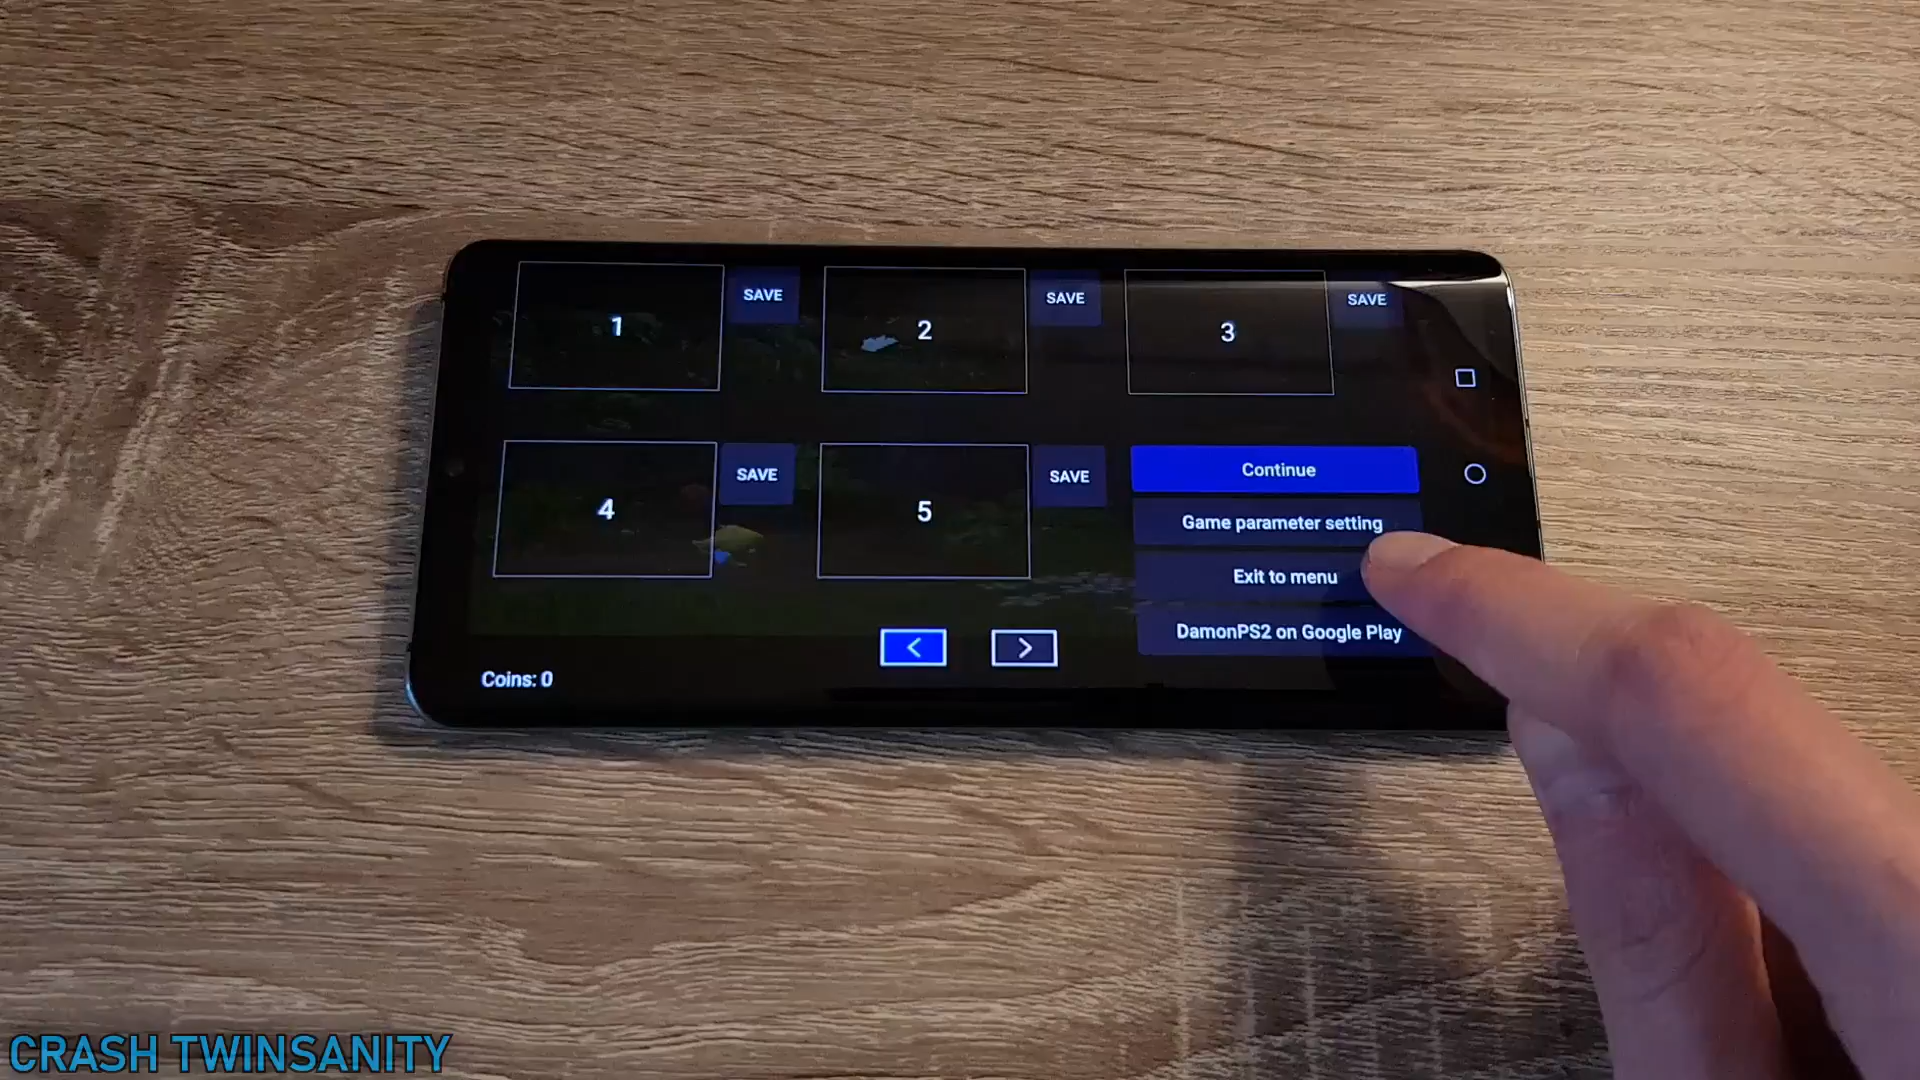 1
SAVE
2
SAVE
3
SAVE
4
SAVE
5
SAVE
Continue
Game parameter setting
Exit to menu
DamonPS2 on Google Play
<
>
Coins: 0
CRASH TWINSANITY